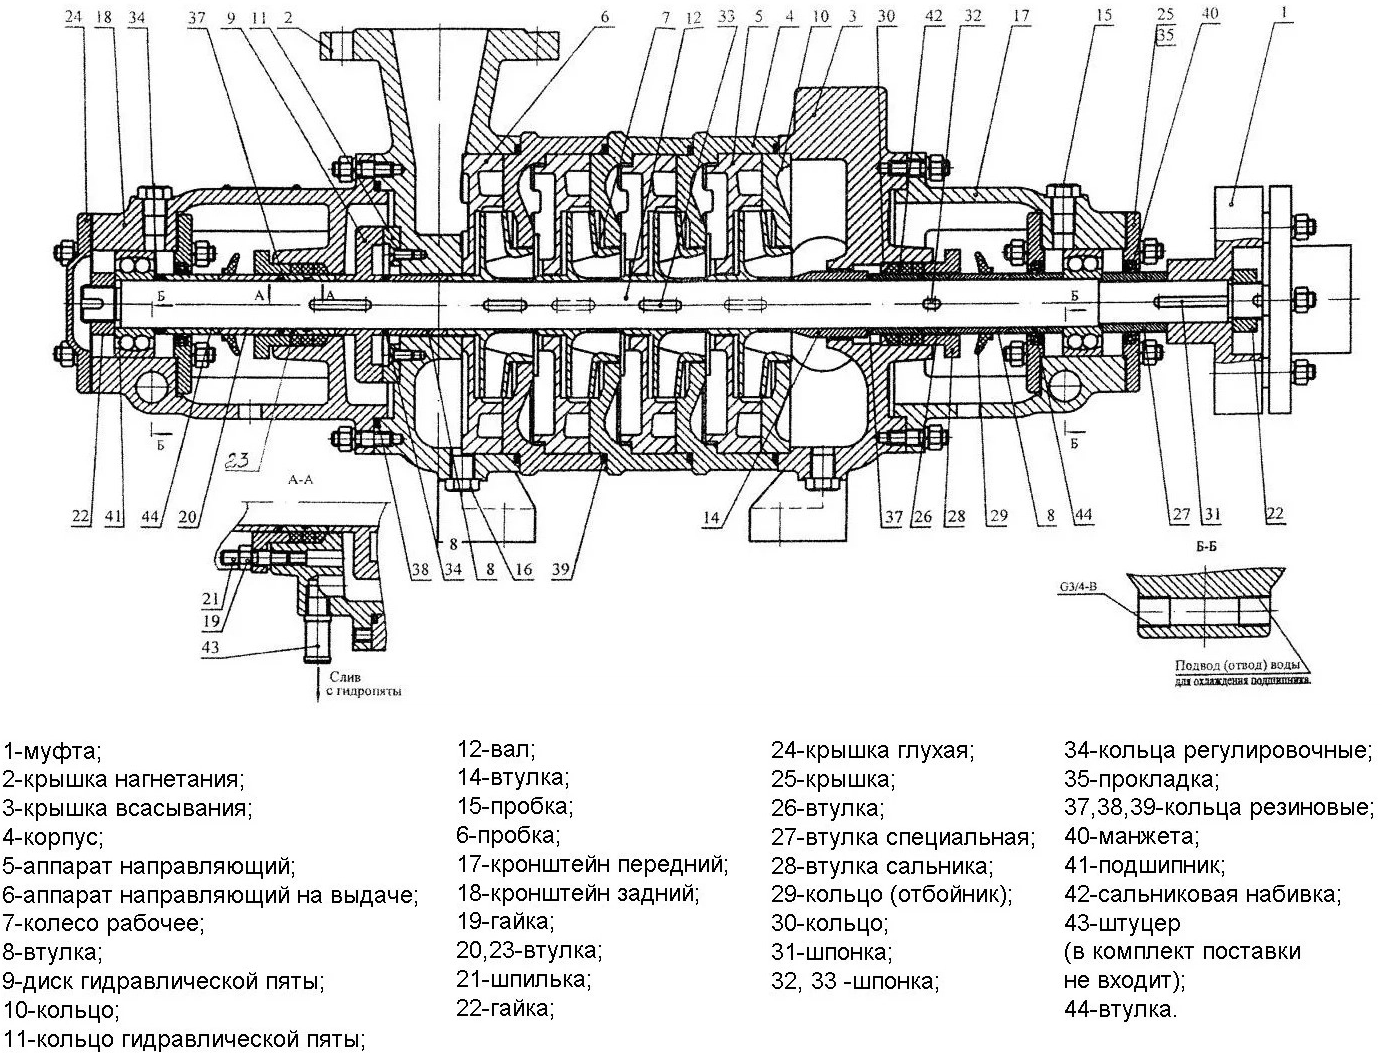 24 18 34 37 9 11 2 6 7 12 33 5 4 10 3 30 42 32 17 15 25 40 1
35
А А
Б Б
Б Б
23
22 41 44 20 14 37 26 28 29 8 44 27 31 22
8
38 34 8 16 39
А-А
21
19
43
Слив
с гидропяты
Б-Б
G3/4-В
Подвод (отвод) воды
для охлаждения подшипника.
1-муфта;
2-крышка нагнетания;
3-крышка всасывания;
4-корпус;
5-аппарат направляющий;
6-аппарат направляющий на выдаче;
7-колесо рабочее;
8-втулка;
9-диск гидравлической пяты;
10-кольцо;
11-кольцо гидравлической пяты;
12-вал;
14-втулка;
15-пробка;
6-пробка;
17-кронштейн передний;
18-кронштейн задний;
19-гайка;
20,23-втулка;
21-шпилька;
22-гайка;
24-крышка глухая;
25-крышка;
26-втулка;
27-втулка специальная;
28-втулка сальника;
29-кольцо (отбойник);
30-кольцо;
31-шпонка;
32, 33 -шпонка;
34-кольца регулировочные;
35-прокладка;
37,38,39-кольца резиновые;
40-манжета;
41-подшипник;
42-сальниковая набивка;
43-штуцер
(в комплект поставки
не входит);
44-втулка.